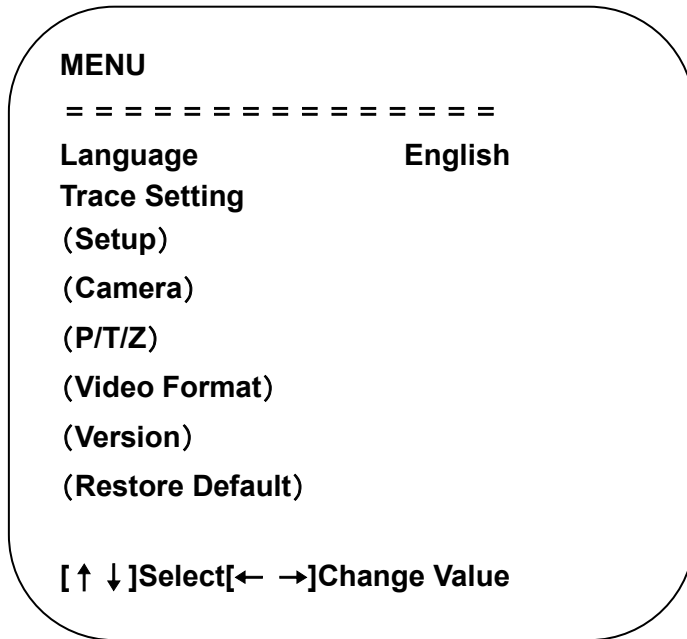 MENU
= = = = = = = = = = = = = = =
Language English
Trace Setting
（Setup）
（Camera）
（P/T/Z）
（Video Format）
（Version）
（Restore Default）
[↑ ↓]Select[← →]Change Value